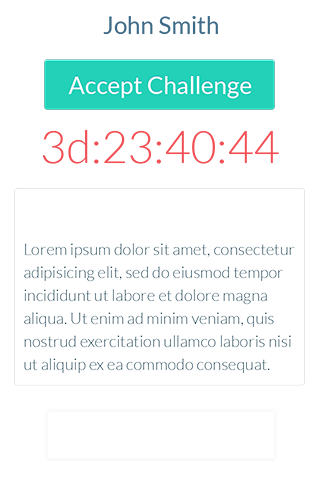 John Smith
Accept Challenge
3d:23:40:44
Lorem ipsum dolor sit amet, consectetur
adipisicing elit, sed do eiusmod tempor
incididunt ut labore et dolore magna
aliqua. Ut enim ad minim veniam, quis
nostrud exercitation ullamco laboris nisi
ut aliquip ex ea commodo consequat.